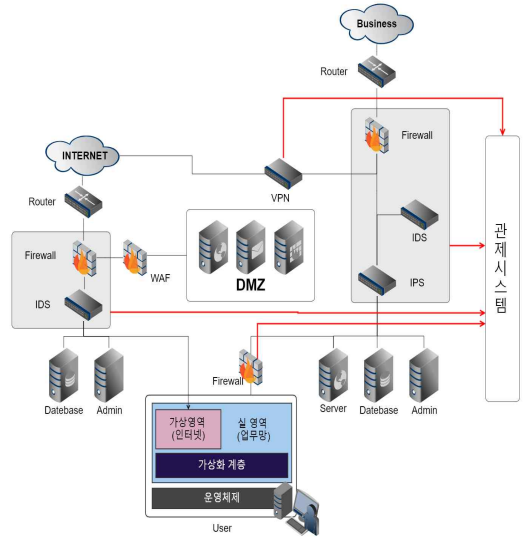 Business
Router
Firewall
INTERNET
VPN
Router
IDS
관제시스템
Firewall
WAF
DMZ
IPS
IDS
Firewall
Datebase
Admin
Server
Datebase
Admin
가상영역
(인터넷)
실 영역
(업무망)
가상화 계층
운영체제
User